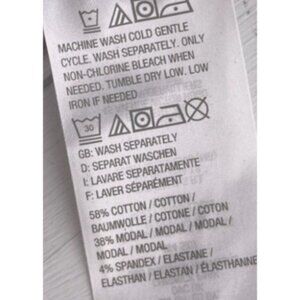 MACHINE WASH COLD GENTLE
CYCLE. WASH SEPARATELY. ONLY
NON-CHLORINE BLEACH WHEN
NEEDED. TUMBLE DRY LOW. LOW
IRON IF NEEDED
30
GB: WASH SEPARATELY
D: SEPARAT WASCHEN
I: LAVARE SEPARATAMENTE
F: LAVER SÉPARÉMENT
58% COTTON / COTON /
BAUMWOLLE / COTONE / COTON
38% MODAL / MODAL / MODAL /
MODAL / MODAL
4% SPANDEX / ELASTANE /
ELASTHAN / ELASTAN / ÉLASTHANNE